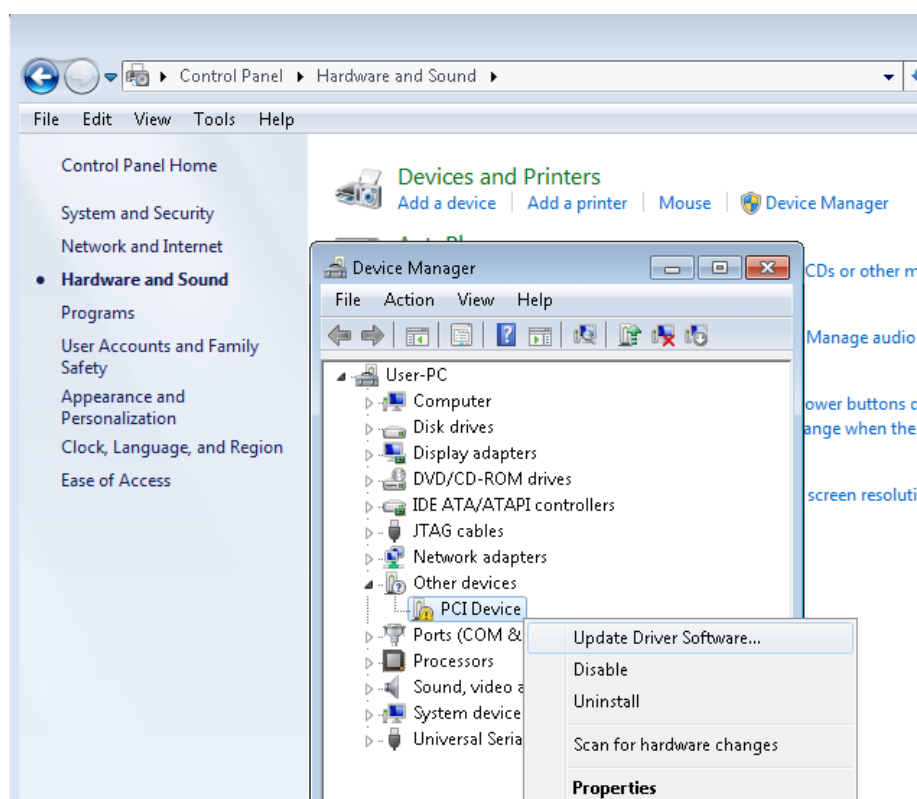 Control Panel Hardware and Sound
File Edit View Tools Help
Control Panel Home
System and Security
Network and Internet
Hardware and Sound
Programs
User Accounts and Family
Safety
Appearance and
Personalization
Clock, Language, and Region
Ease of Access
Devices and Printers
Add a device Add a printer Mouse Device Manager
CDs or other
Manage audio
ower buttons
ange when the
screen resoluti
Device Manager
File Action View Help
User-PC
Computer
Disk drives
Display adapters
DVD/CD-ROM drives
IDE ATA/ATAPI controllers
JTAG cables
Network adapters
Other devices
PCI Device
Ports (COM &
Processors
Sound, video
System device
Universal Seria
Update Driver Software...
Disable
Uninstall
Scan for hardware changes
Properties